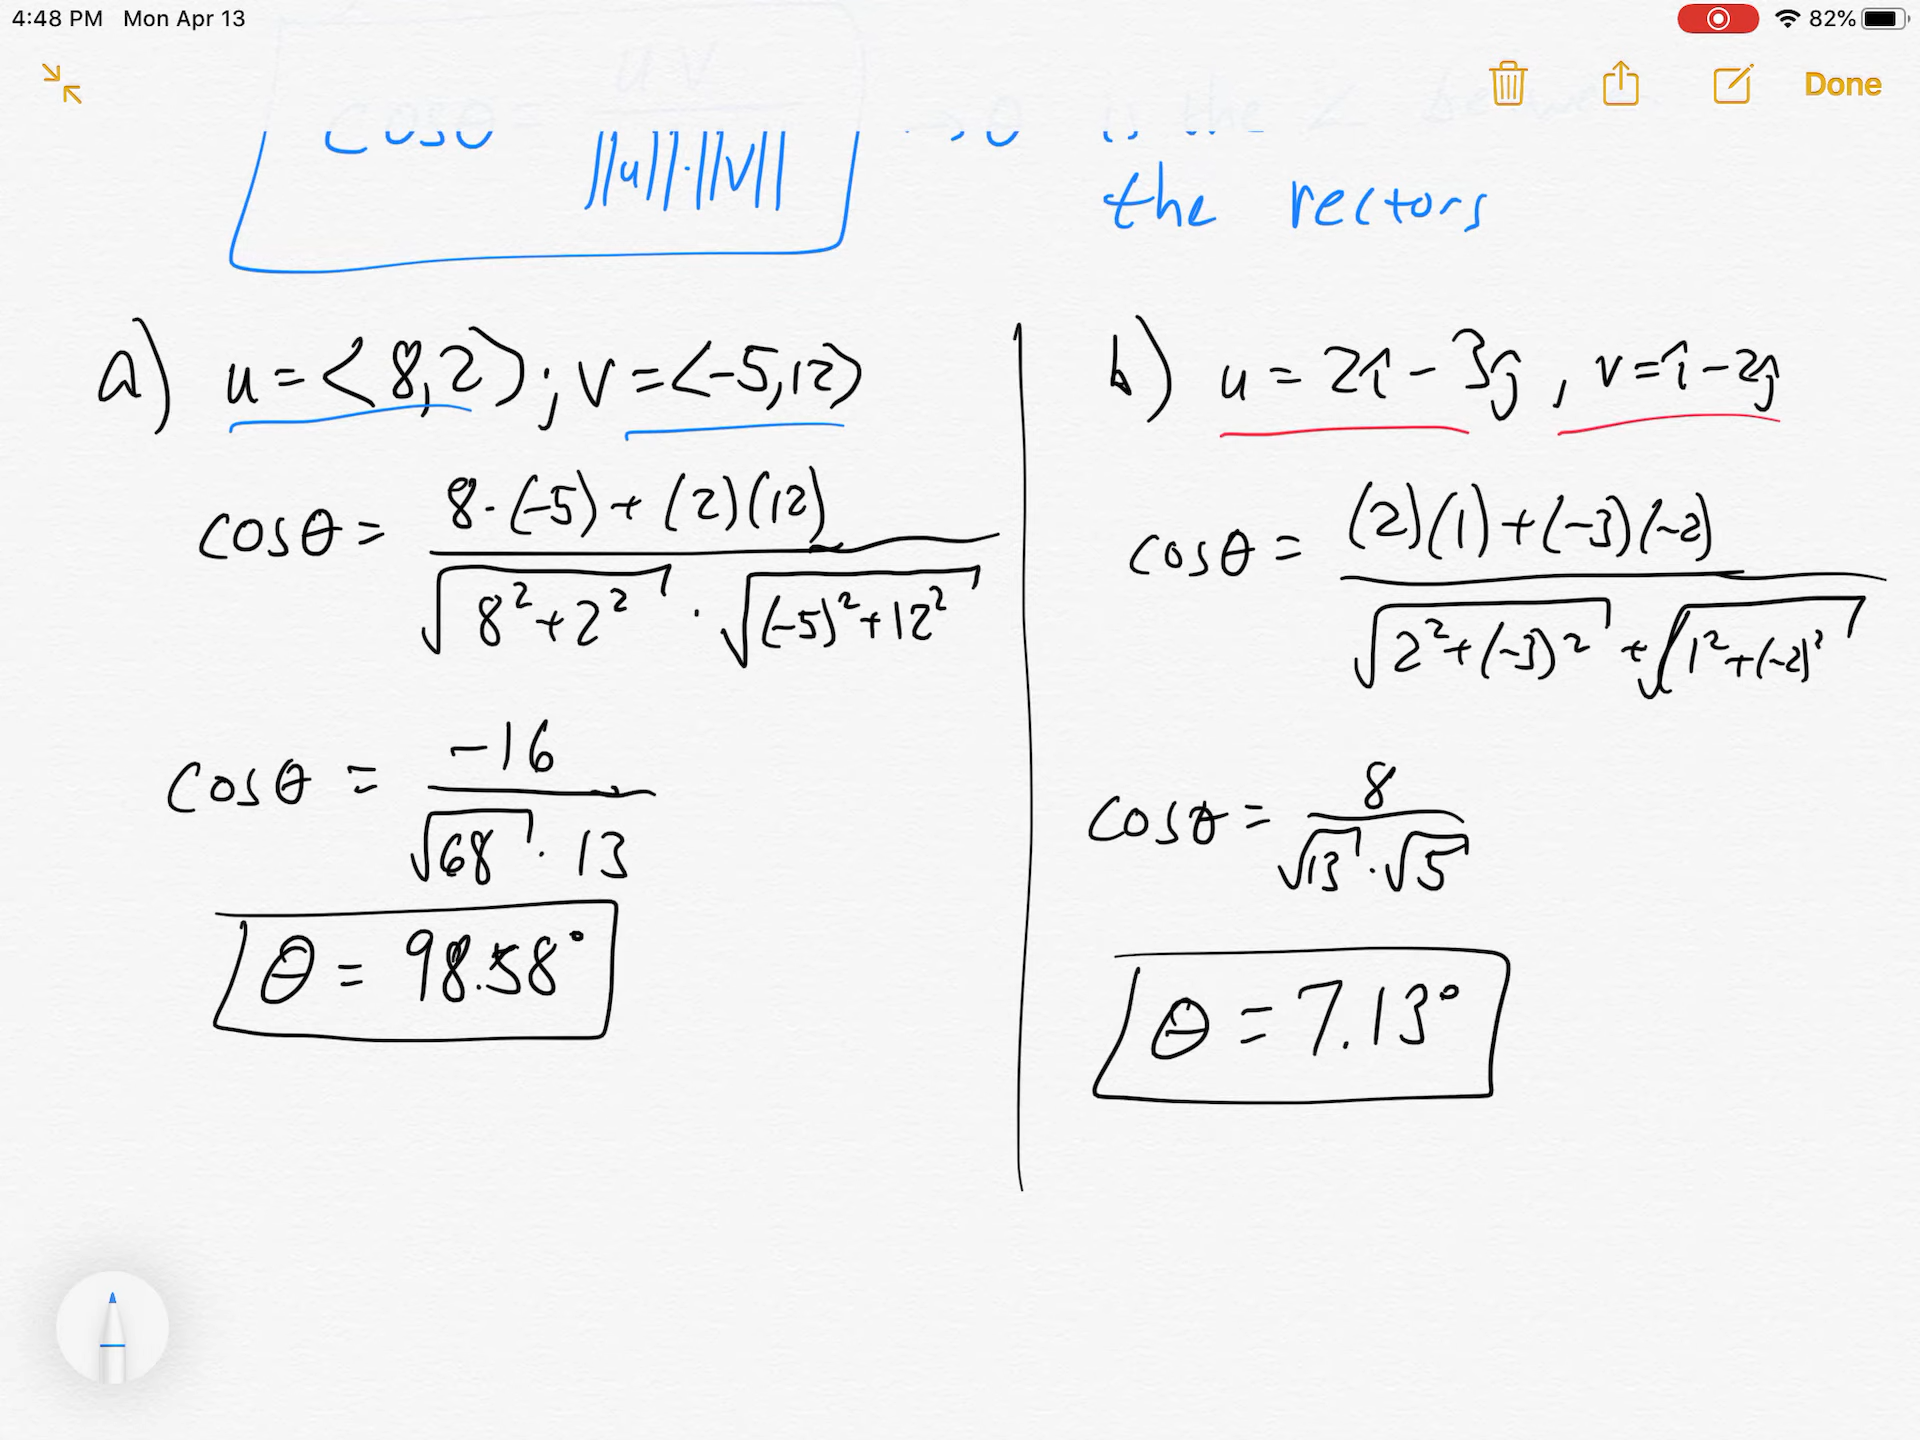 4:48 PM Mon Apr 13
82%
Done
u v
cosθ =
||u||·||v||
θ is the ∠
the vectors
a) u = <8,2>; v = <-5,12>
cosθ = 8·(-5) + (2)(12) / √8²+2² · √(-5)²+12²
cosθ = -16 / √68 · 13
θ = 98.58°
b) u = 2i - 3j, v = i - 2j
cosθ = (2)(1)+(-3)(-2) / √2²+(-3)² + √1²+(-2)²
cosθ = 8 / √13 · √5
θ = 7.13°